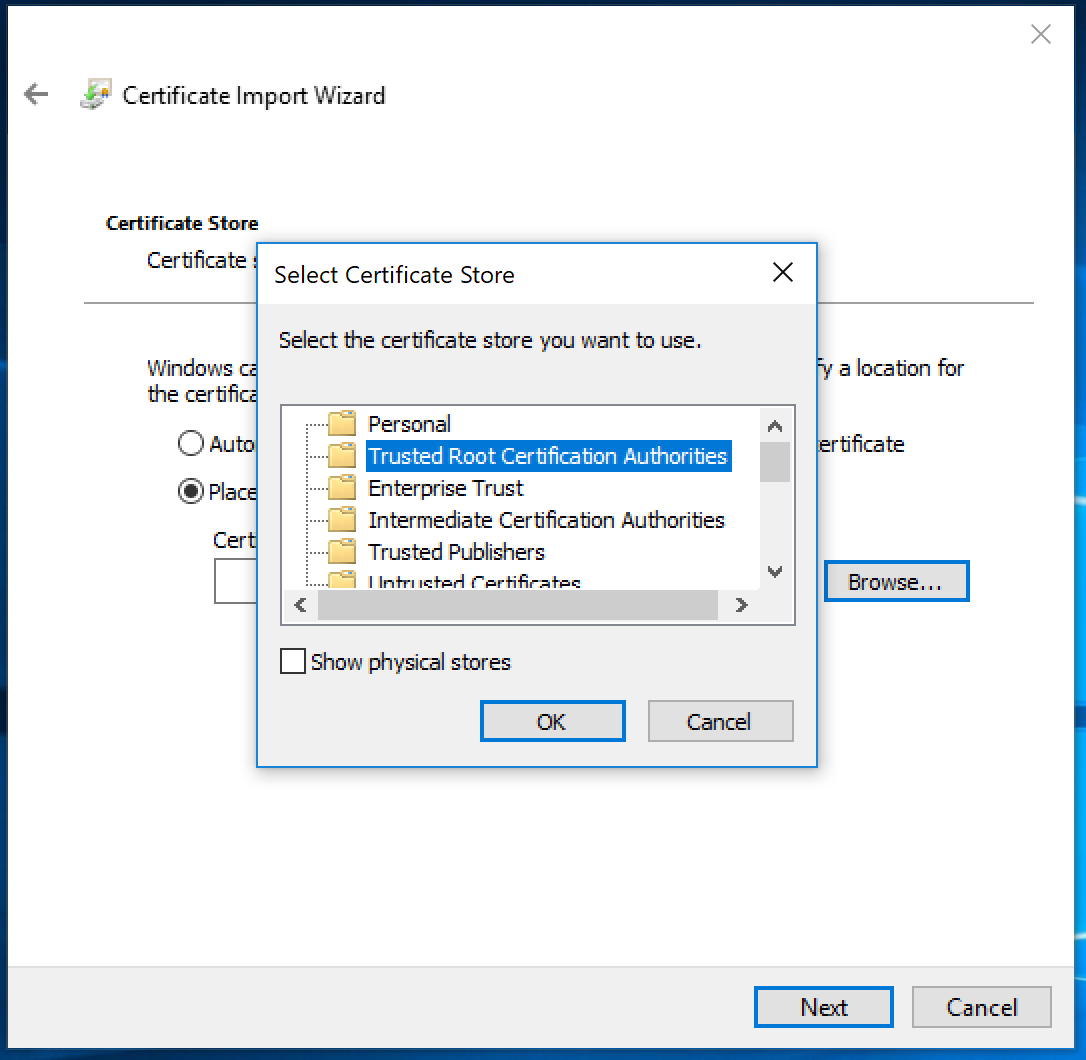 Certificate Import Wizard
Certificate Store
Certificate
Select Certificate Store
Select the certificate store you want to use.
Windows
fy a location for
the
Personal
Trusted Root Certification Authorities
Auto
ertificate
Enterprise Trust
Place
Intermediate Certification Authorities
Cert
Trusted Publishers
Untrusted Certificates
Browse...
Show physical stores
OK
Cancel
Next
Cancel